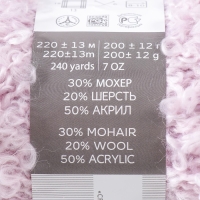 220 ± 13 м 200 ± 12 г
220±13m 200± 12 g
240 yards 7 OZ
30% МОХЕР
20% ШЕРСТЬ
50% АКРИЛ
30% MOHAIR
20% WOOL
50% ACRYLIC